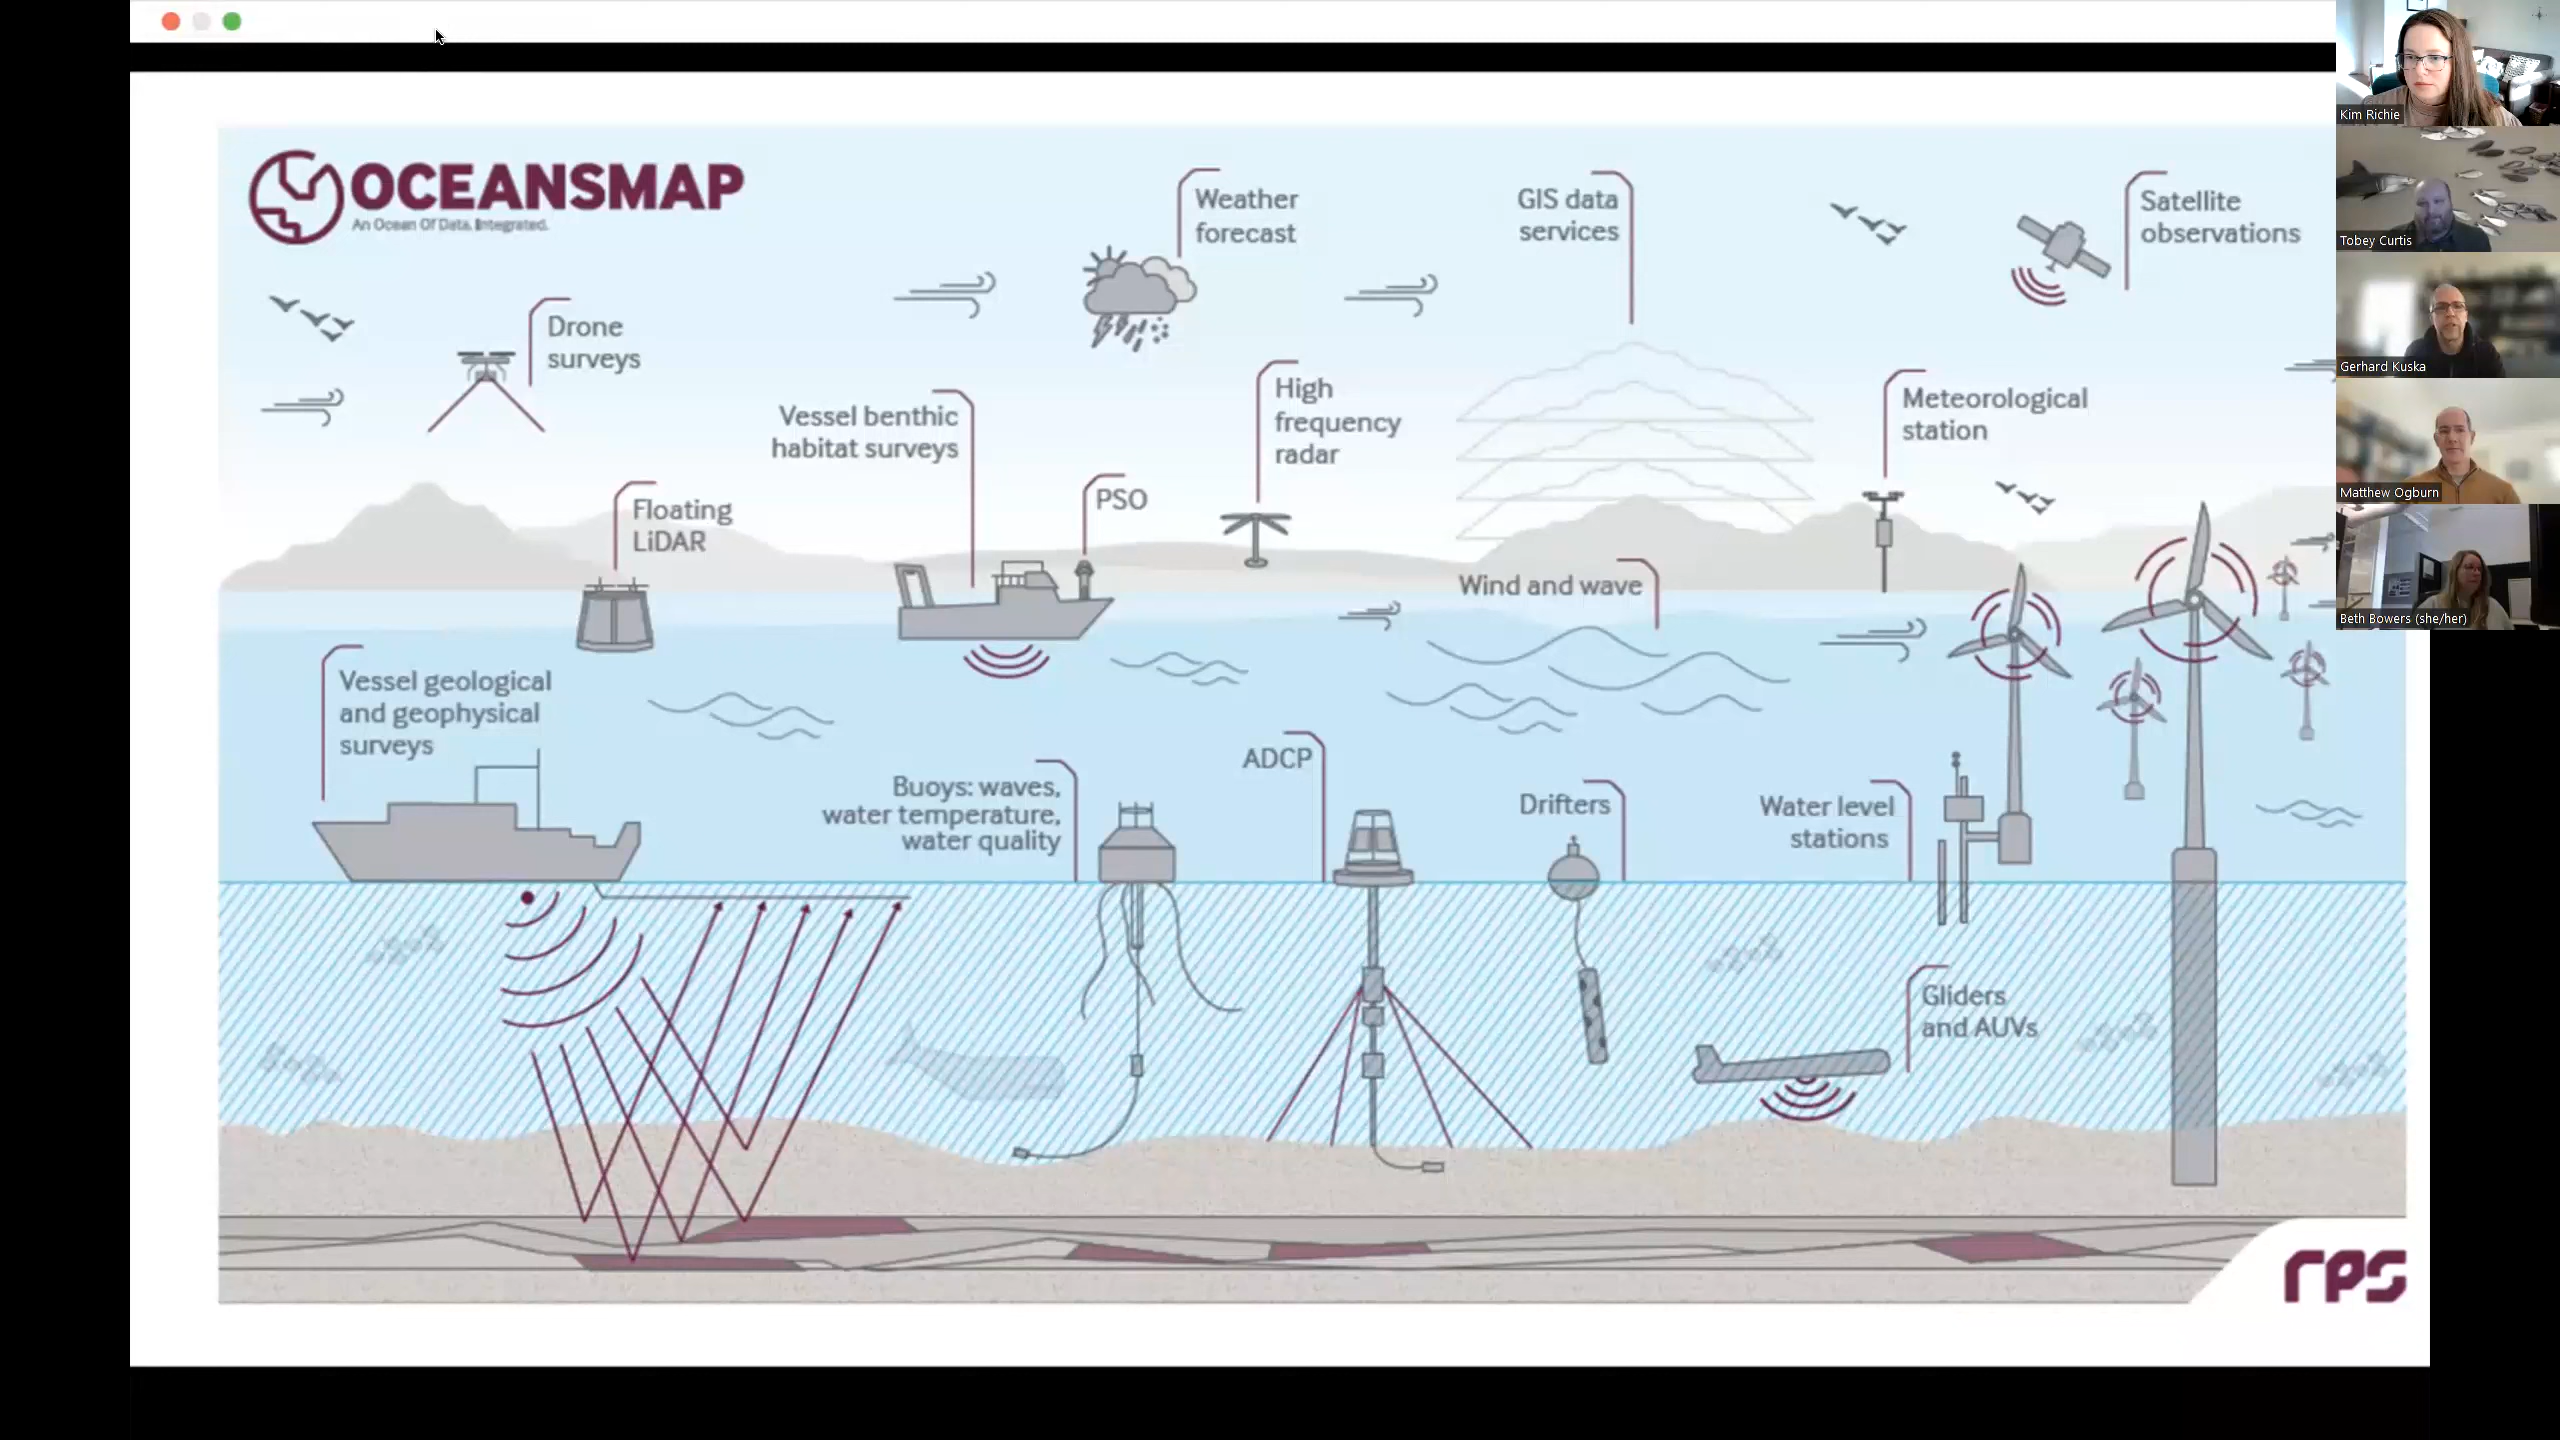 OCEANSMAP
An Ocean Of Data. Integrated.
Weather
forecast
GIS data
services
Satellite
observations
Drone
surveys
Vessel benthic
habitat surveys
High
frequency
radar
Meteorological
station
Floating
LiDAR
PSO
Wind and wave
Vessel geological
and geophysical
surveys
Buoys: waves,
water temperature,
water quality
ADCP
Drifters
Water level
stations
Gliders
and AUVs
rps
Kim Richie
Tobey Curtis
Gerhard Kuska
Matthew Ogburn
Beth Bowers (she/her)